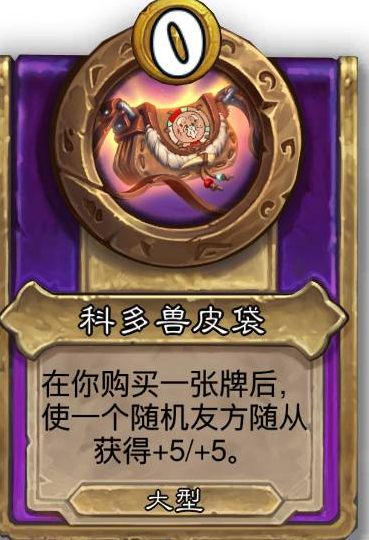 0
科多兽皮袋
在你购买一张牌后，
使一个随机友方随从
获得+5/+5。
大型